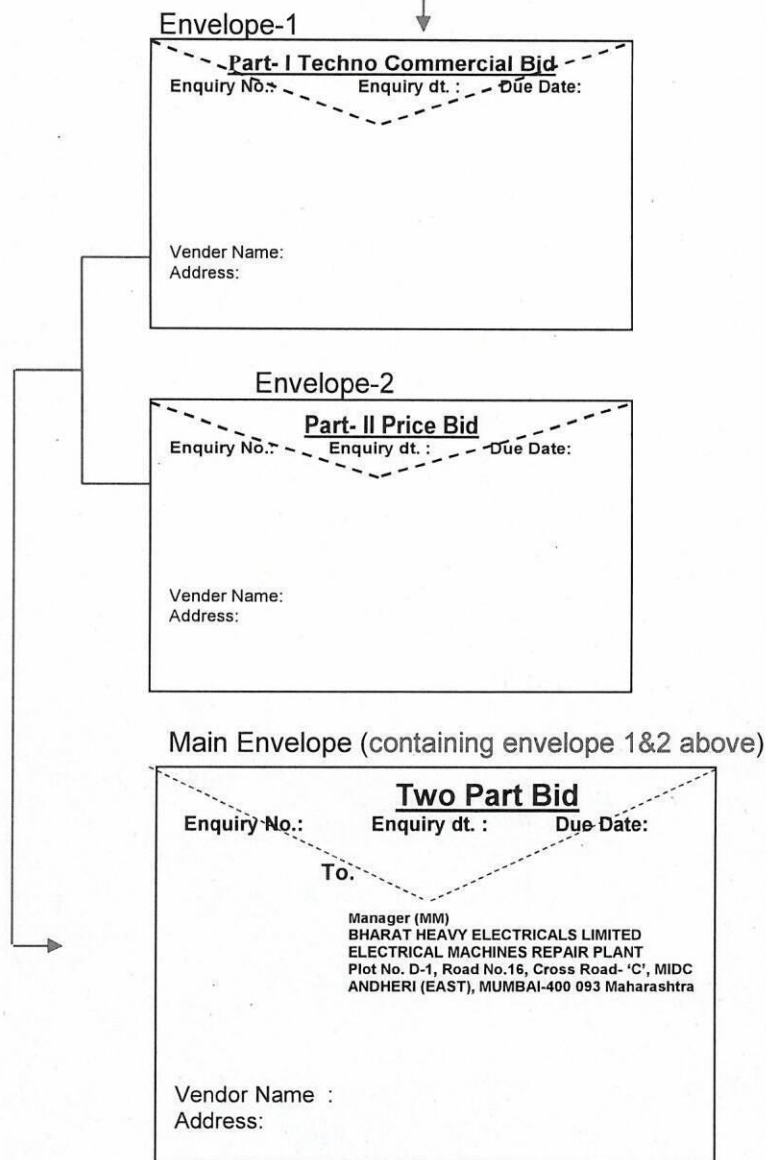 Envelope-1
Part- I Techno Commercial Bid
Enquiry No.: Enquiry dt. : Due Date:
Vender Name:
Address:
Envelope-2
Part- II Price Bid
Enquiry No.: Enquiry dt. : Due Date:
Vender Name:
Address:
Main Envelope (containing envelope 1&2 above)
Two Part Bid
Enquiry No.: Enquiry dt. : Due Date:
To.
Manager (MM)
BHARAT HEAVY ELECTRICALS LIMITED
ELECTRICAL MACHINES REPAIR PLANT
Plot No. D-1, Road No.16, Cross Road- ‘C’, MIDC
ANDHERI (EAST), MUMBAI-400 093 Maharashtra
Vendor Name :
Address: